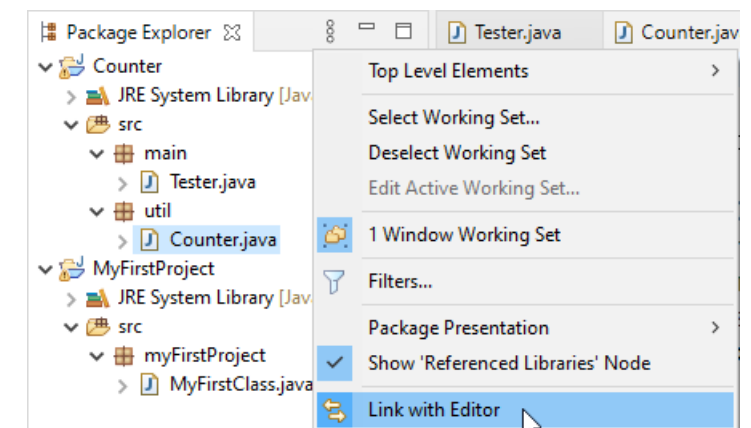 Package Explorer
Tester.java
Counter.jav
Counter
JRE System Library [Jav
src
main
Tester.java
util
Counter.java
MyFirstProject
JRE System Library [Jav
src
myFirstProject
MyFirstClass.java
Top Level Elements
Select Working Set...
Deselect Working Set
Edit Active Working Set...
1 Window Working Set
Filters...
Package Presentation
Show 'Referenced Libraries' Node
Link with Editor